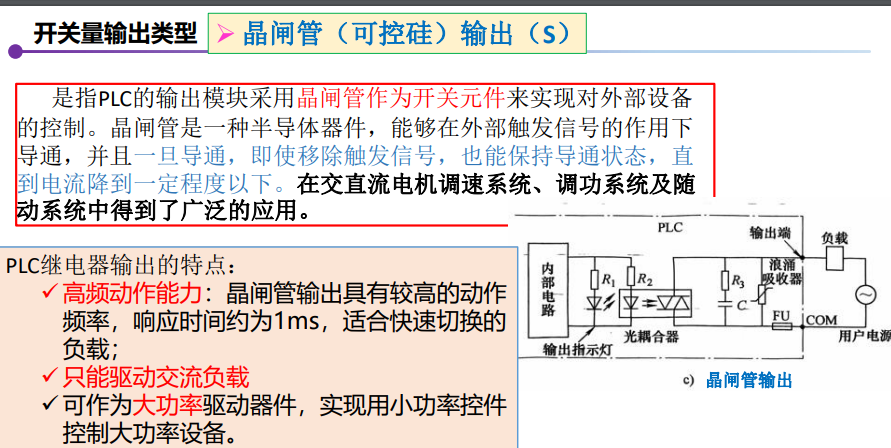 开关量输出类型
➢ 晶闸管（可控硅）输出（S）
是指PLC的输出模块采用晶闸管作为开关元件来实现对外部设备
的控制。晶闸管是一种半导体器件，能够在外部触发信号的作用下
导通，并且一旦导通，即使移除触发信号，也能保持导通状态，直
到电流降到一定程度以下。在交直流电机调速系统、调功系统及随
动系统中得到了广泛的应用。
PLC继电器输出的特点：
✓高频动作能力：晶闸管输出具有较高的动作
频率，响应时间约为1ms，适合快速切换的
负载；
✓只能驱动交流负载
✓可作为大功率驱动器件，实现用小功率控件
控制大功率设备。
PLC
输出端
负载
内部电路
R1
R2
R3
C
浪涌
吸收器
FU
COM
用户电源
光耦合器
输出指示灯
c) 晶闸管输出